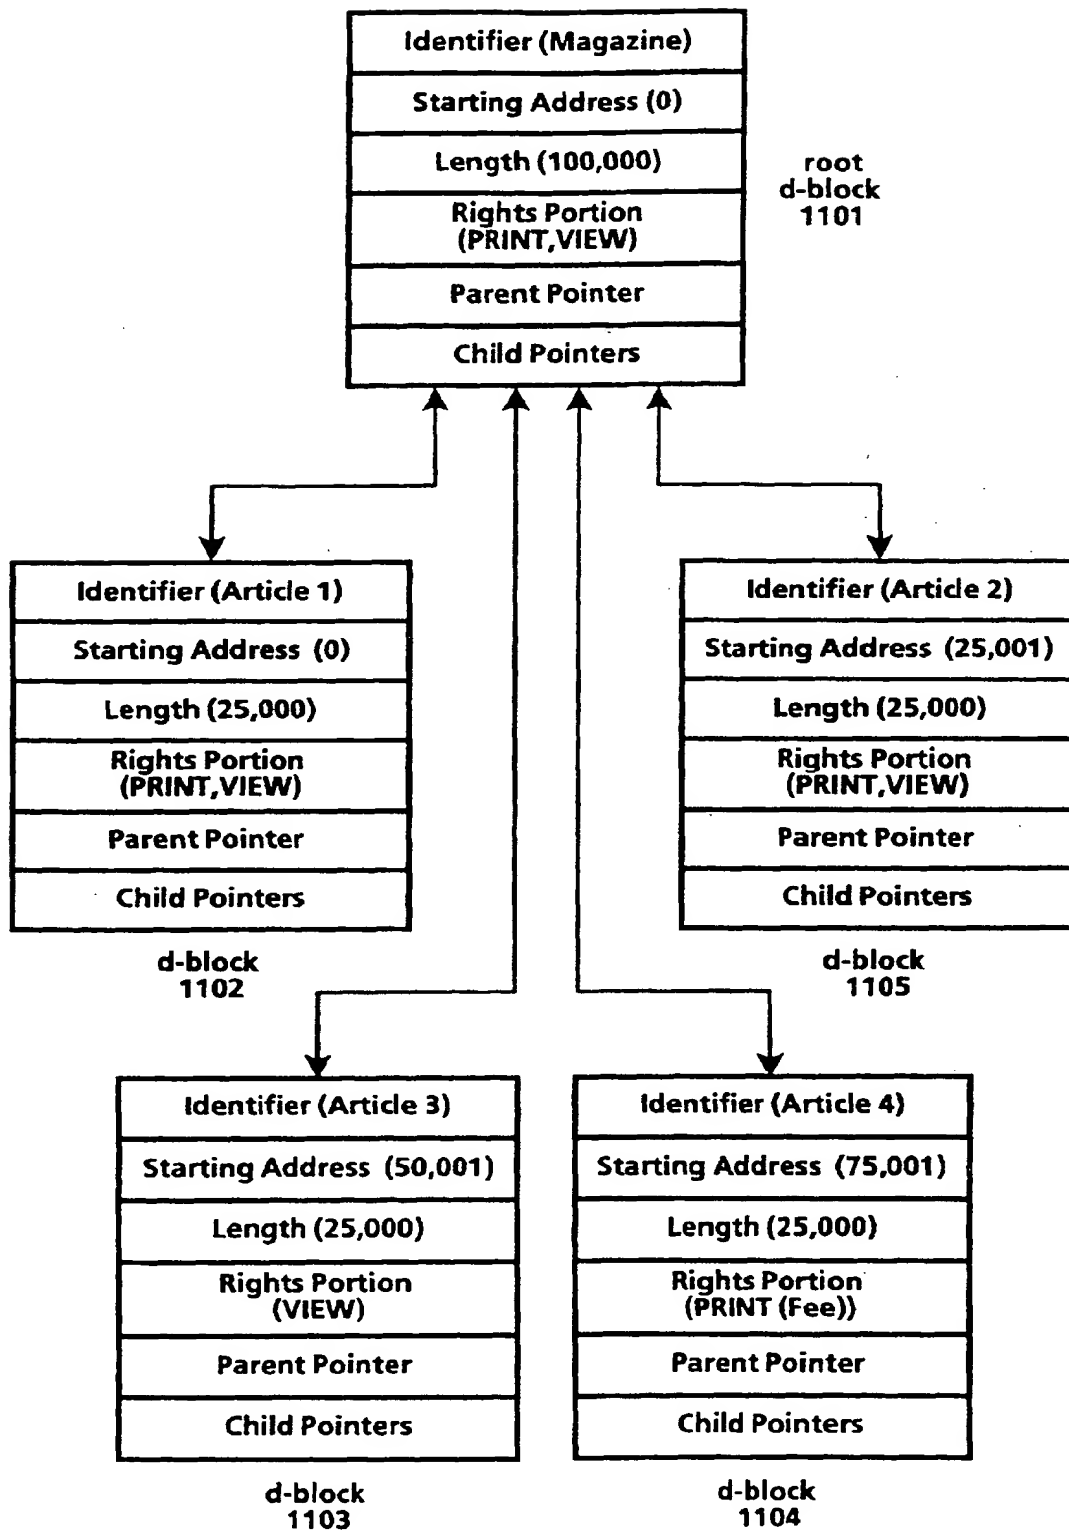 Identifier (Magazine)
Starting Address (0)
Length (100,000)
Rights Portion
(PRINT,VIEW)
Parent Pointer
Child Pointers
root
d-block
1101
Identifier (Article 1)
Starting Address (0)
Length (25,000)
Rights Portion
(PRINT,VIEW)
Parent Pointer
Child Pointers
d-block
1102
Identifier (Article 2)
Starting Address (25,001)
Length (25,000)
Rights Portion
(PRINT,VIEW)
Parent Pointer
Child Pointers
d-block
1105
Identifier (Article 3)
Starting Address (50,001)
Length (25,000)
Rights Portion
(VIEW)
Parent Pointer
Child Pointers
d-block
1103
Identifier (Article 4)
Starting Address (75,001)
Length (25,000)
Rights Portion
(PRINT (Fee))
Parent Pointer
Child Pointers
d-block
1104